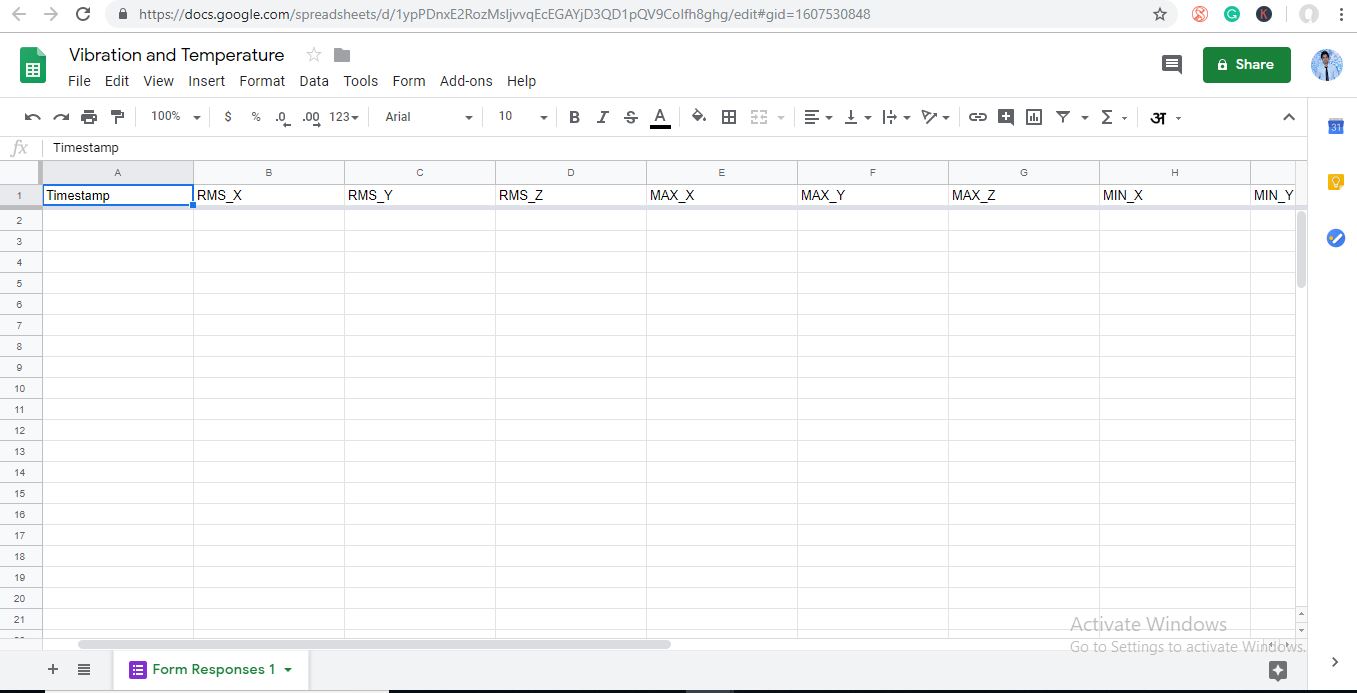 https://docs.google.com/spreadsheets/d/1ypPDnxE2RozMsIjvvqEcEGAYjD3QD1pQV9Colfh8ghg/edit#gid=1607530848
K
Vibration and Temperature
File Edit View Insert Format Data Tools Form Add-ons Help
Share
100% $ % .0 .00 123 Arial 10 B I S A Σ अ
31
fx Timestamp
A B C D E F G H
1 Timestamp RMS_X RMS_Y RMS_Z MAX_X MAX_Y MAX_Z MIN_X MIN_Y
2
3
4
5
6
7
8
9
10
11
12
13
14
15
16
17
18
19
20
21
Activate Windows
Go to Settings to activate Windows.
Form Responses 1